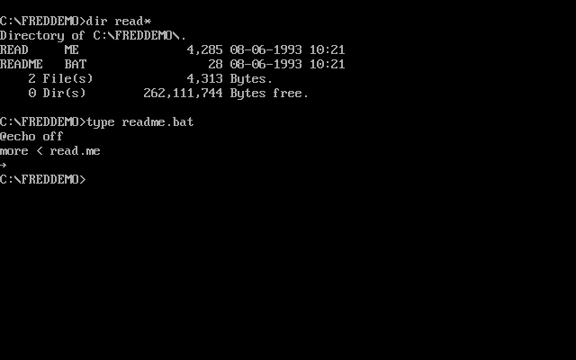 C:\FREDDEMO>dir read*
Directory of C:\FREDDEMO\.
READ     ME               4,285 08-06-1993 10:21
README   BAT                 28 08-06-1993 10:21
    2 File(s)             4,313 Bytes.
    0 Dir(s)        262,111,744 Bytes free.

C:\FREDDEMO>type readme.bat
@echo off
more < read.me
→
C:\FREDDEMO>